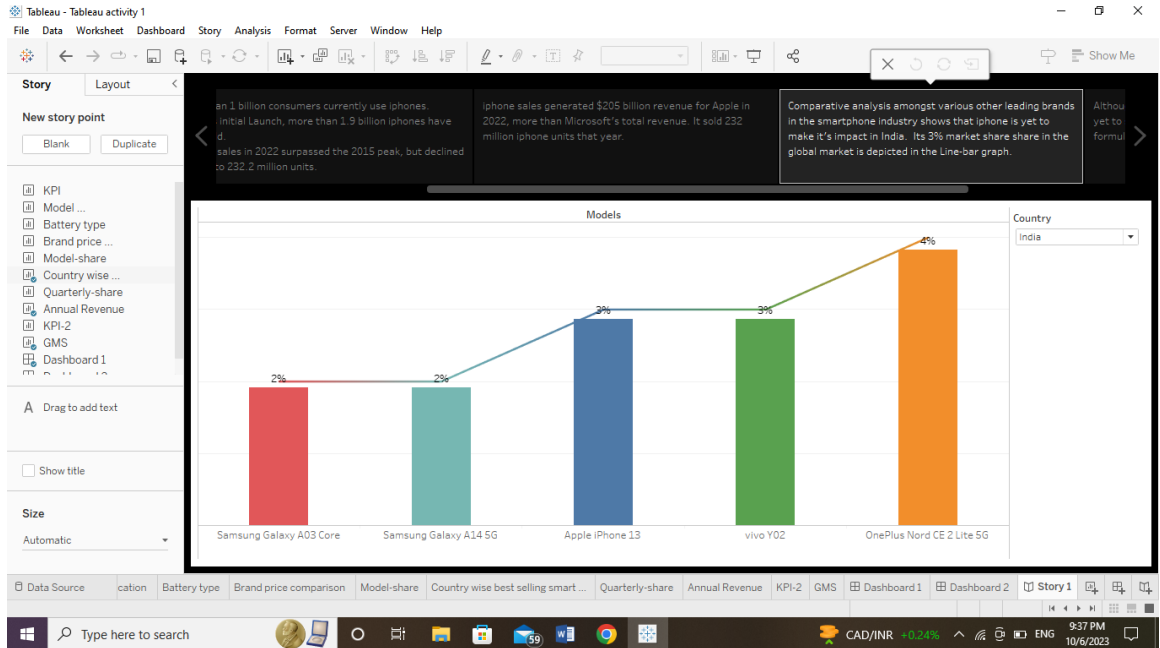 Tableau - Tableau activity 1
File Data Worksheet Dashboard Story Analysis Format Server Window Help
Show Me
Story Layout
New story point
Blank Duplicate
KPI
Model ...
Battery type
Brand price ...
Model-share
Country wise ...
Quarterly-share
Annual Revenue
KPI-2
GMS
Dashboard 1
A Drag to add text
Show title
Size
Automatic
an 1 billion consumers currently use iphones.
initial Launch, more than 1.9 billion iphones have
d.
sales in 2022 surpassed the 2015 peak, but declined
to 232.2 million units.
iphone sales generated $205 billion revenue for Apple in
2022, more than Microsoft's total revenue. It sold 232
million iphone units that year.
Comparative analysis amongst various other leading brands
in the smartphone industry shows that iphone is yet to
make it's impact in India. Its 3% market share share in the
global market is depicted in the Line-bar graph.
Althou
yet to
formul
Models
Country
India
2%
2%
3%
3%
4%
Samsung Galaxy A03 Core
Samsung Galaxy A14 5G
Apple iPhone 13
vivo Y02
OnePlus Nord CE 2 Lite 5G
Data Source cation Battery type Brand price comparison Model-share Country wise best selling smart ... Quarterly-share Annual Revenue KPI-2 GMS Dashboard 1 Dashboard 2 Story 1
Type here to search
59
CAD/INR +0.24%
ENG
9:37 PM
10/6/2023